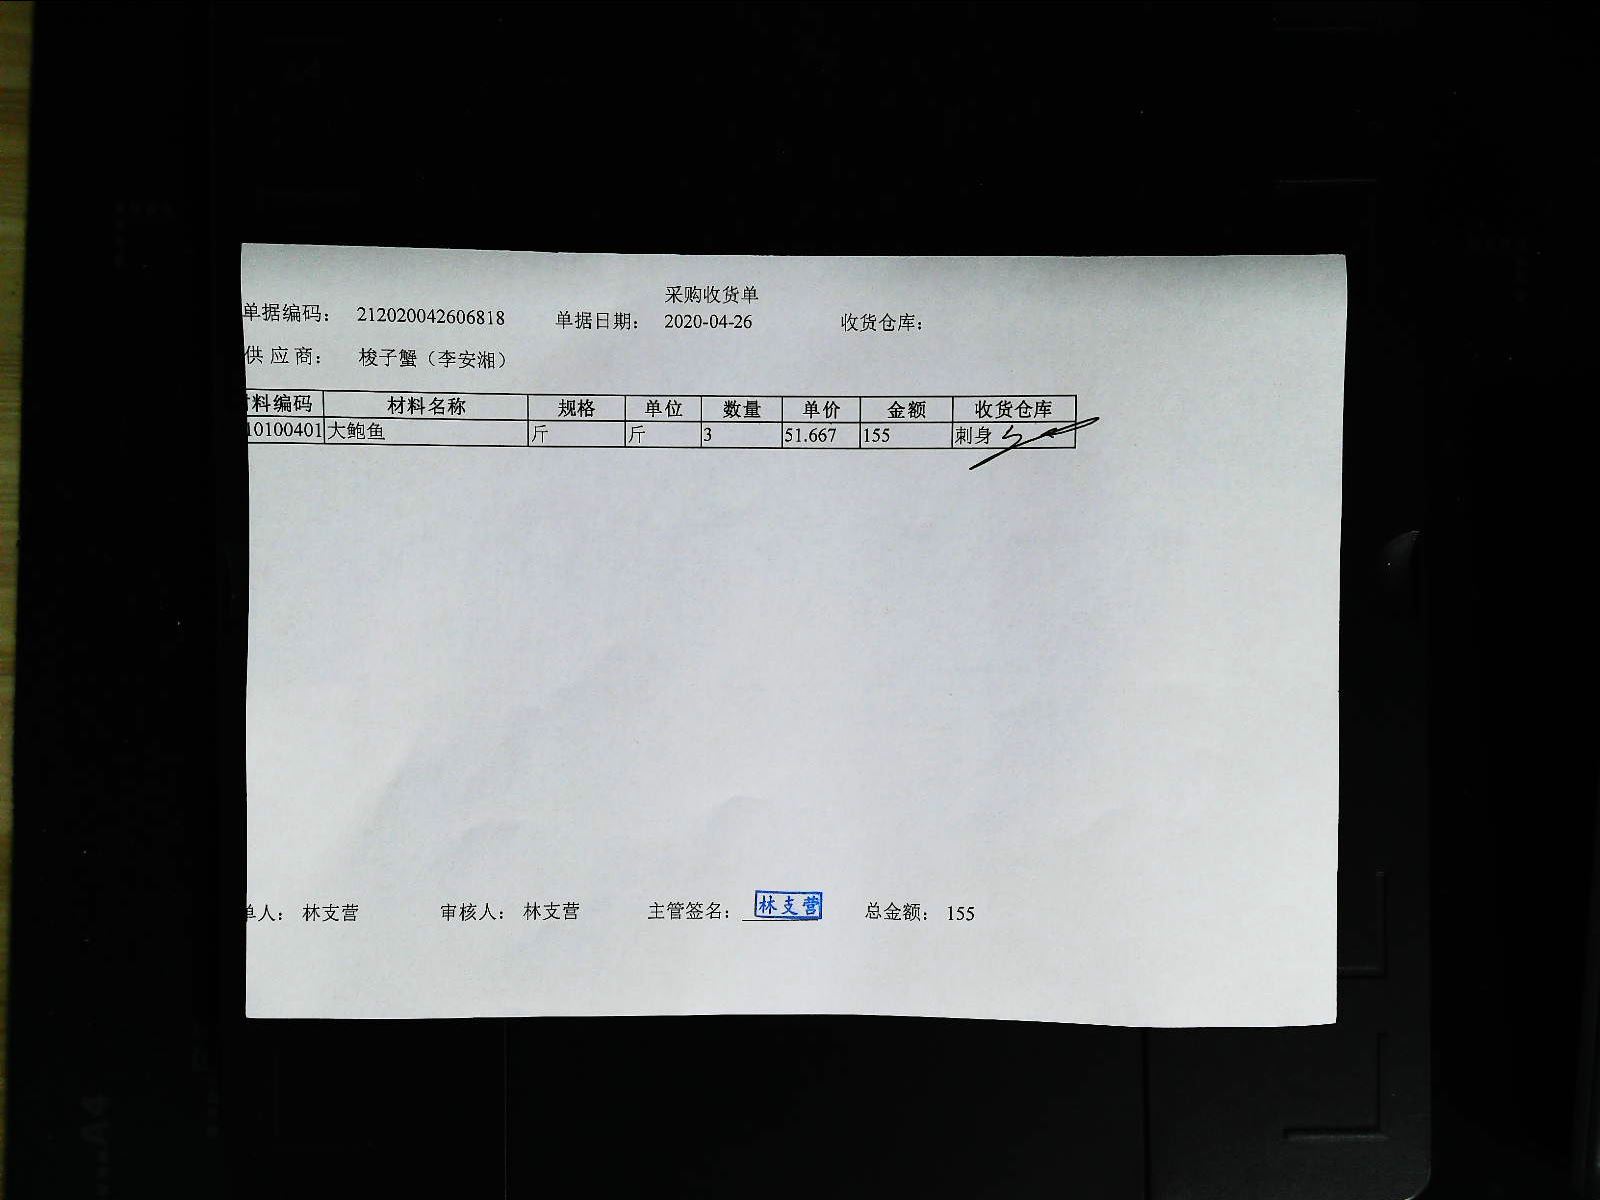 采购收货单
单据编码： 212020042606818 单据日期： 2020-04-26 收货仓库：
供 应 商： 梭子蟹（李安湘）
料编码 材料名称 规格 单位 数量 单价 金额 收货仓库
10100401 大鲍鱼 斤 斤 3 51.667 155 刺身
单人： 林支营 审核人： 林支营 主管签名： 林支营 总金额： 155